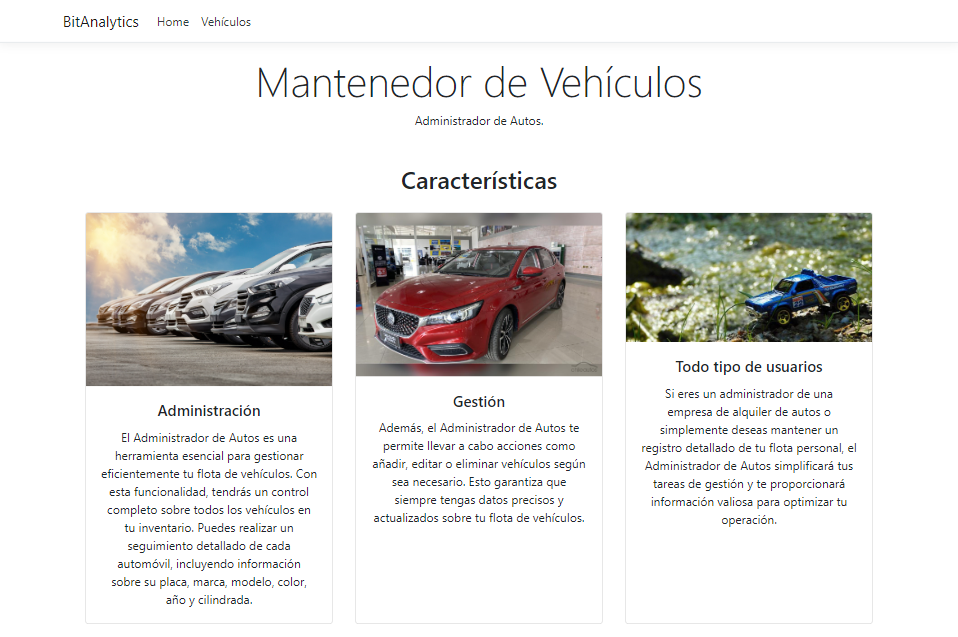 BitAnalytics Home Vehículos
Mantenedor de Vehículos
Administrador de Autos.
Características
Administración
El Administrador de Autos es una
herramienta esencial para gestionar
eficientemente tu flota de vehículos. Con
esta funcionalidad, tendrás un control
completo sobre todos los vehículos en
tu inventario. Puedes realizar un
seguimiento detallado de cada
automóvil, incluyendo información
sobre su placa, marca, modelo, color,
año y cilindrada.
Gestión
Además, el Administrador de Autos te
permite llevar a cabo acciones como
añadir, editar o eliminar vehículos según
sea necesario. Esto garantiza que
siempre tengas datos precisos y
actualizados sobre tu flota de vehículos.
Todo tipo de usuarios
Si eres un administrador de una
empresa de alquiler de autos o
simplemente deseas mantener un
registro detallado de tu flota personal, el
Administrador de Autos simplificará tus
tareas de gestión y te proporcionará
información valiosa para optimizar tu
operación.